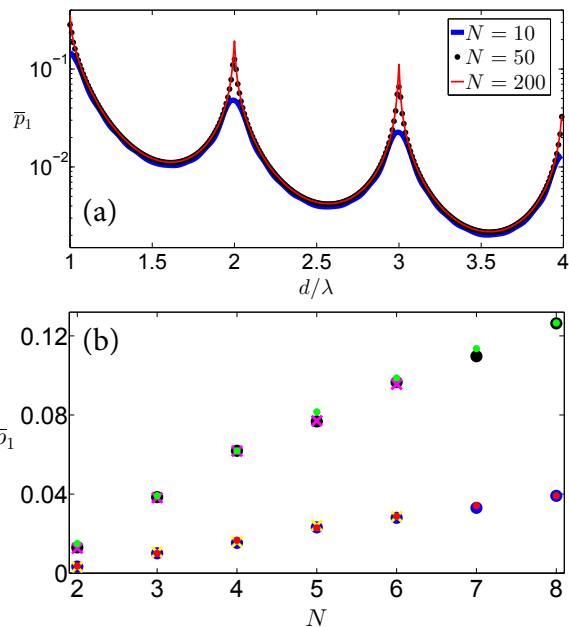 10⁻¹
10⁻²
p̄₁
(a)
N = 10
N = 50
N = 200
1 1.5 2 2.5 3 3.5 4
d/λ
(b)
0.12
0.08
0.04
0
p̄₁
2 3 4 5 6 7 8
N